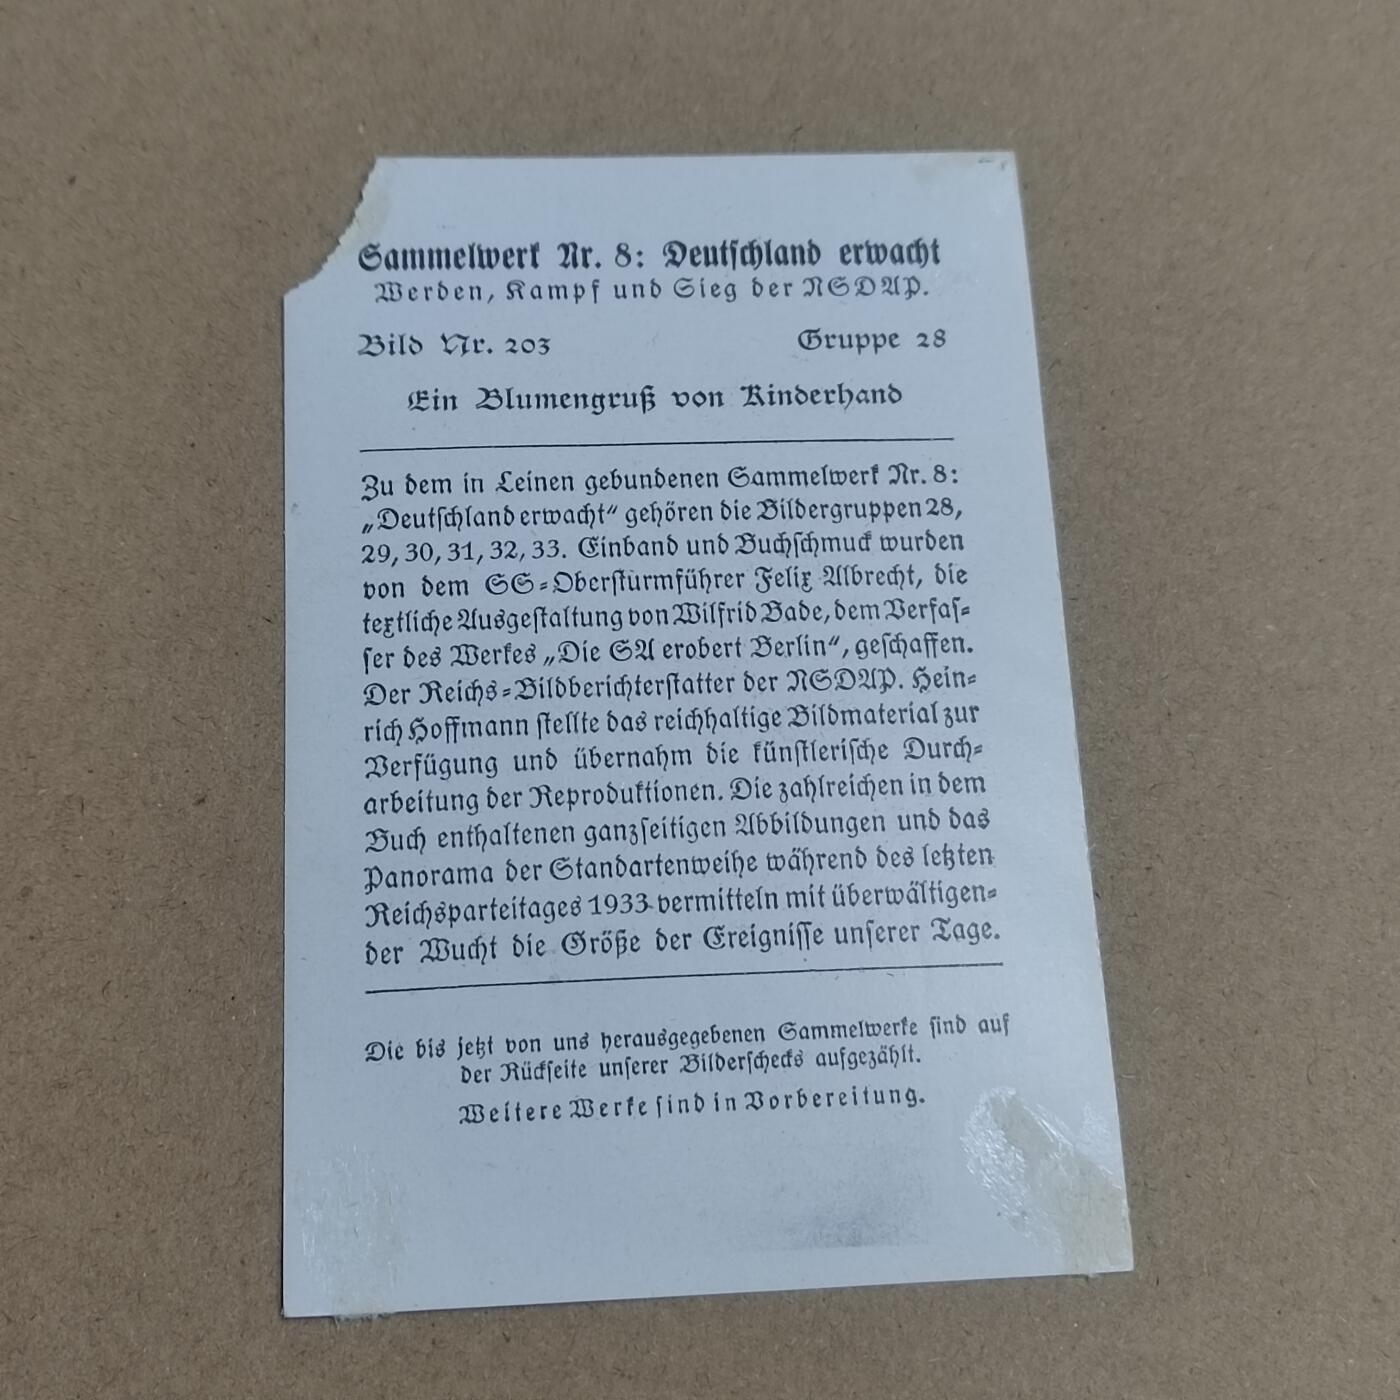 Sammelwerk Nr. 8: Deutſchland erwacht
Werden, Kampf und Sieg der NSDAP.
Bild Nr. 203 Gruppe 28
Ein Blumengruß von Kinderhand
Zu dem in Leinen gebundenen Sammelwerk Nr. 8:
„Deutſchland erwacht“ gehören die Bildergruppen 28,
29, 30, 31, 32, 33. Einband und Buchſchmuck wurden
von dem SS-Oberſturmführer Felix Albrecht, die
textliche Ausgeſtaltung von Wilfrid Bade, dem Verfaſ-
ſer des Werkes „Die SA erobert Berlin“, geſchaffen.
Der Reichs-Bildberichterſtatter der NSDAP. Hein-
rich Hoffmann ſtellte das reichhaltige Bildmaterial zur
Verfügung und übernahm die künſtleriſche Durch-
arbeitung der Reproduktionen. Die zahlreichen in dem
Buch enthaltenen ganzſeitigen Abbildungen und das
Panorama der Standartenweihe während des letzten
Reichsparteitages 1933 vermitteln mit überwältigen-
der Wucht die Größe der Ereigniſſe unſerer Tage.
Die bis jetzt von uns herausgegebenen Sammelwerke ſind auf
der Rückſeite unſerer Bilderſchecks aufgezählt.
Weitere Werke ſind in Vorbereitung.